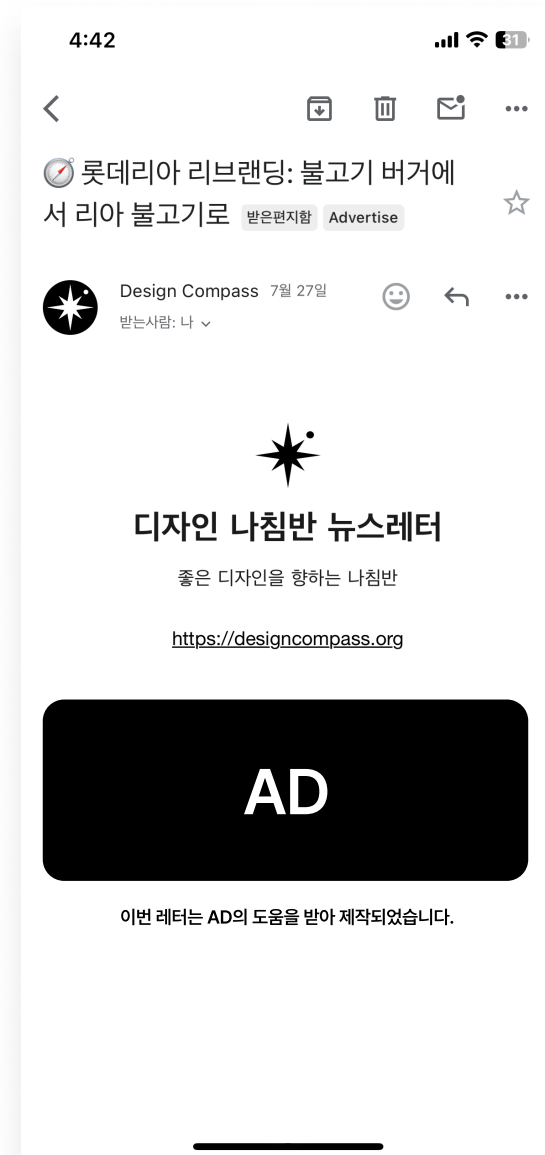 4:42
31
롯데리아 리브랜딩: 불고기 버거에
서 리아 불고기로 받은편지함 Advertise
Design Compass 7월 27일
받는사람: 나
디자인 나침반 뉴스레터
좋은 디자인을 향하는 나침반
https://designcompass.org
AD
이번 레터는 AD의 도움을 받아 제작되었습니다.